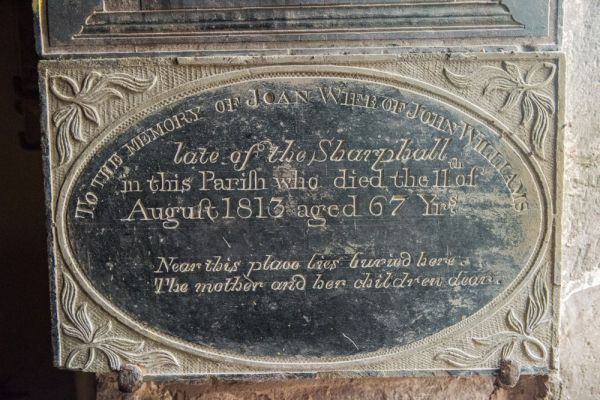 To the Memory of Joan Wife of John Williams
late of the Sharphall
in this Pariſh who died the 11th of
Auguſt 1813 aged 67 Yrs.
Near this place lies buried here.
The mother and her children dear.